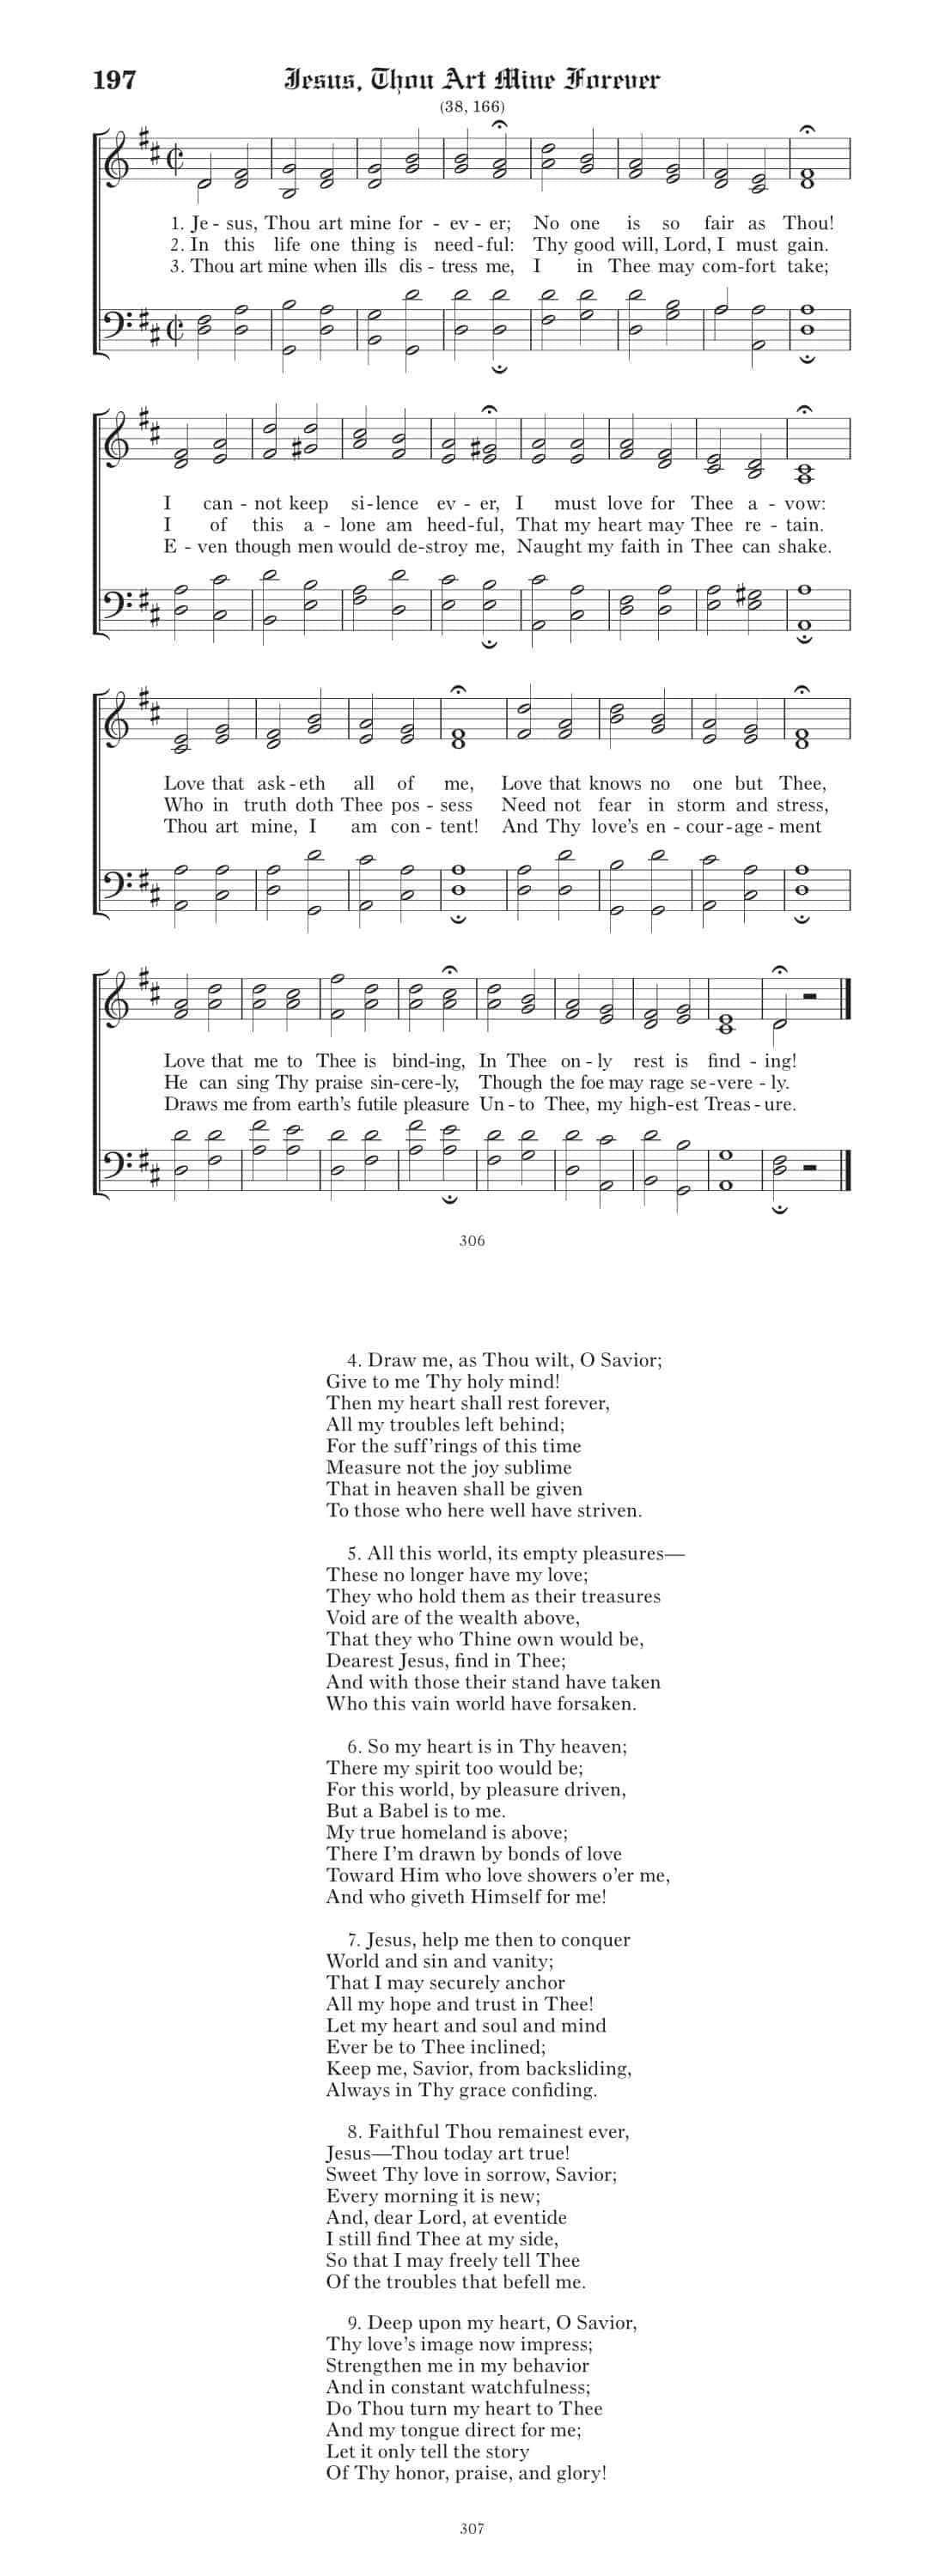 197 Jesus, Thou Art Mine Forever
(38, 166)
1. Je - sus, Thou art mine for - ev - er; No one is so fair as Thou!
2. In this life one thing is need - ful: Thy good will, Lord, I must gain.
3. Thou art mine when ills dis - tress me, I in Thee may com - fort take;
I can - not keep si - lence ev - er, I must love for Thee a - vow:
I of this a - lone am heed - ful, That my heart may Thee re - tain.
E - ven though men would de - stroy me, Naught my faith in Thee can shake.
Love that ask - eth all of me, Love that knows no one but Thee,
Who in truth doth Thee pos - sess Need not fear in storm and stress,
Thou art mine, I am con - tent! And Thy love's en - cour - age - ment
Love that me to Thee is bind - ing, In Thee on - ly rest is find - ing!
He can sing Thy praise sin - cere - ly, Though the foe may rage se - vere - ly.
Draws me from earth's futile pleasure Un - to Thee, my high - est Treas - ure.
306
4. Draw me, as Thou wilt, O Savior;
Give to me Thy holy mind!
Then my heart shall rest forever,
All my troubles left behind;
For the suff'rings of this time
Measure not the joy sublime
That in heaven shall be given
To those who here well have striven.
5. All this world, its empty pleasures—
These no longer have my love;
They who hold them as their treasures
Void are of the wealth above,
That they who Thine own would be,
Dearest Jesus, find in Thee;
And with those their stand have taken
Who this vain world have forsaken.
6. So my heart is in Thy heaven;
There my spirit too would be;
For this world, by pleasure driven,
But a Babel is to me.
My true homeland is above;
There I'm drawn by bonds of love
Toward Him who love showers o'er me,
And who giveth Himself for me!
7. Jesus, help me then to conquer
World and sin and vanity;
That I may securely anchor
All my hope and trust in Thee!
Let my heart and soul and mind
Ever be to Thee inclined;
Keep me, Savior, from backsliding,
Always in Thy grace confiding.
8. Faithful Thou remainest ever,
Jesus—Thou today art true!
Sweet Thy love in sorrow, Savior;
Every morning it is new;
And, dear Lord, at eventide
I still find Thee at my side,
So that I may freely tell Thee
Of the troubles that befell me.
9. Deep upon my heart, O Savior,
Thy love's image now impress;
Strengthen me in my behavior
And in constant watchfulness;
Do Thou turn my heart to Thee
And my tongue direct for me;
Let it only tell the story
Of Thy honor, praise, and glory!
307